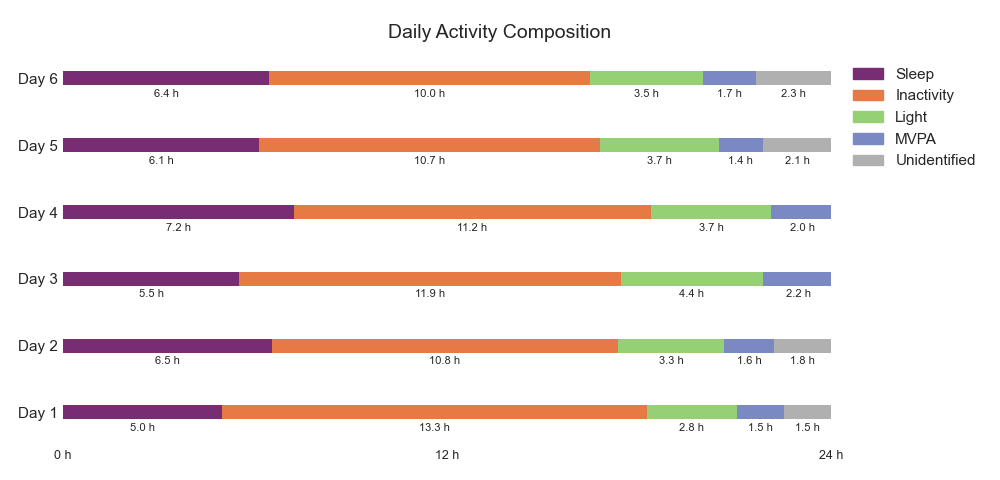 Daily Activity Composition
Day 6
6.4 h 10.0 h 3.5 h 1.7 h 2.3 h
Day 5
6.1 h 10.7 h 3.7 h 1.4 h 2.1 h
Day 4
7.2 h 11.2 h 3.7 h 2.0 h
Day 3
5.5 h 11.9 h 4.4 h 2.2 h
Day 2
6.5 h 10.8 h 3.3 h 1.6 h 1.8 h
Day 1
5.0 h 13.3 h 2.8 h 1.5 h 1.5 h
0 h 12 h 24 h
Sleep
Inactivity
Light
MVPA
Unidentified